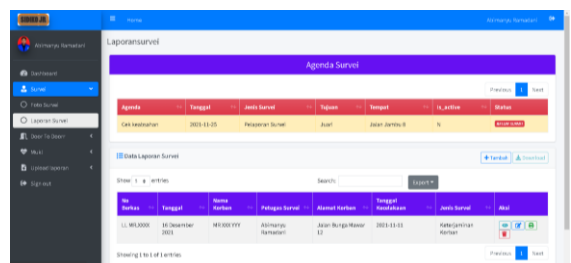 Home
Abimanyu Ramadani
Abimanyu Ramadani
Dashboard
Survei
Foto Survei
Laporan Survei
Door To Door
Musi
Upload laporan
Sign out
Laporansurvei
Agenda Survei
Previous 1 Next
Agenda Tanggal Jenis Survei Tujuan Tempat is_active Status
Cek keabsahan 2021-11-25 Pelaporan Survei Juari Jalan Jambu 8 N
Data Laporan Survei
Tambah Download
Show entries
Search:
Export
No Berkas Tanggal Nama Korban Petugas Survei Alamat Korban Tanggal Kecelakaan Jenis Survei Aksi
16 Desember 2021 Abimanyu Ramadani Jalan Bunga Mawar 12 2021-11-11 Keterjaminan Korban
Showing 1 to 1 of 1 entries
Previous 1 Next